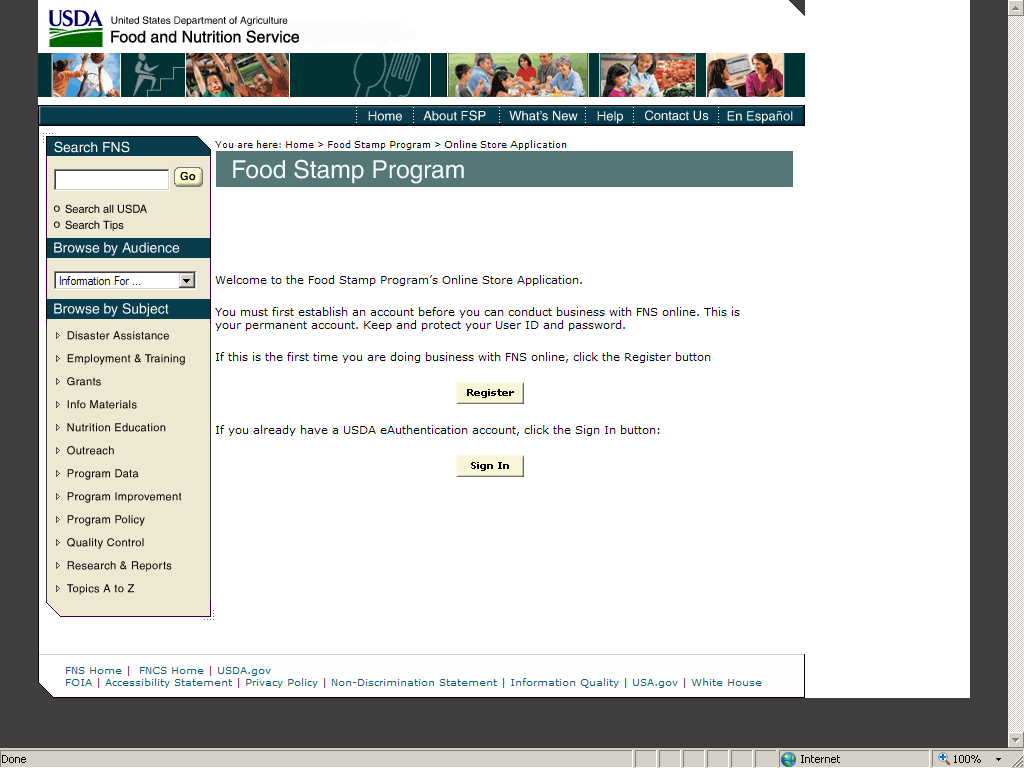 USDA
United States Department of Agriculture
Food and Nutrition Service
Home
About FSP
What's New
Help
Contact Us
En Español
Search FNS
Go
Search all USDA
Search Tips
Browse by Audience
Information For ...
Browse by Subject
Disaster Assistance
Employment & Training
Grants
Info Materials
Nutrition Education
Outreach
Program Data
Program Improvement
Program Policy
Quality Control
Research & Reports
Topics A to Z
You are here: Home > Food Stamp Program > Online Store Application
Food Stamp Program
Welcome to the Food Stamp Program's Online Store Application.
You must first establish an account before you can conduct business with FNS online. This is
your permanent account. Keep and protect your User ID and password.
If this is the first time you are doing business with FNS online, click the Register button
Register
If you already have a USDA eAuthentication account, click the Sign In button:
Sign In
FNS Home | FNCS Home | USDA.gov
FOIA | Accessibility Statement | Privacy Policy | Non-Discrimination Statement | Information Quality | USA.gov | White House
Done
Internet
100%